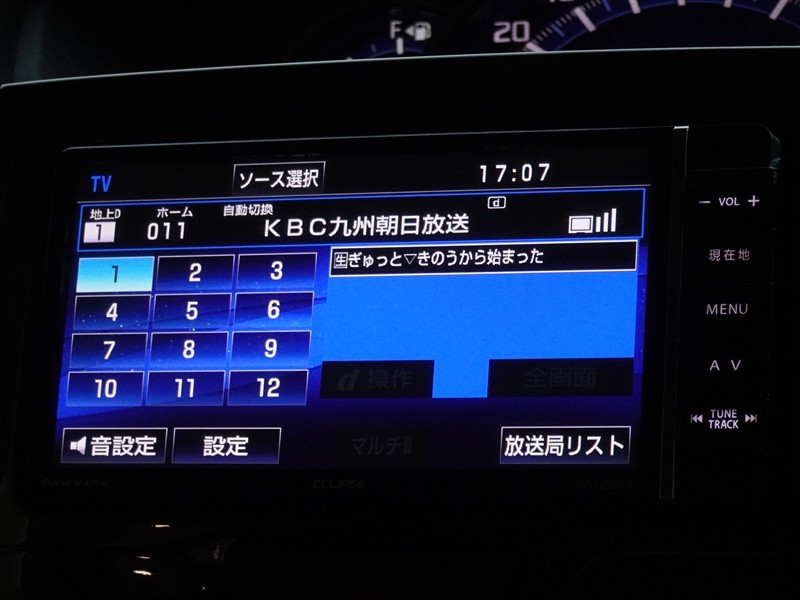 F 20
TV ソース選択 17:07
地上D ホーム 自動切換 d
1 011 KBC九州朝日放送
生ぎゅっと▽きのうから始まった
1 2 3
4 5 6
7 8 9
10 11 12
d 操作 全画面
音設定 設定 マルチW 放送局リスト
Future Link ECLIPSE
− VOL +
現在地
MENU
A V
TUNE
TRACK